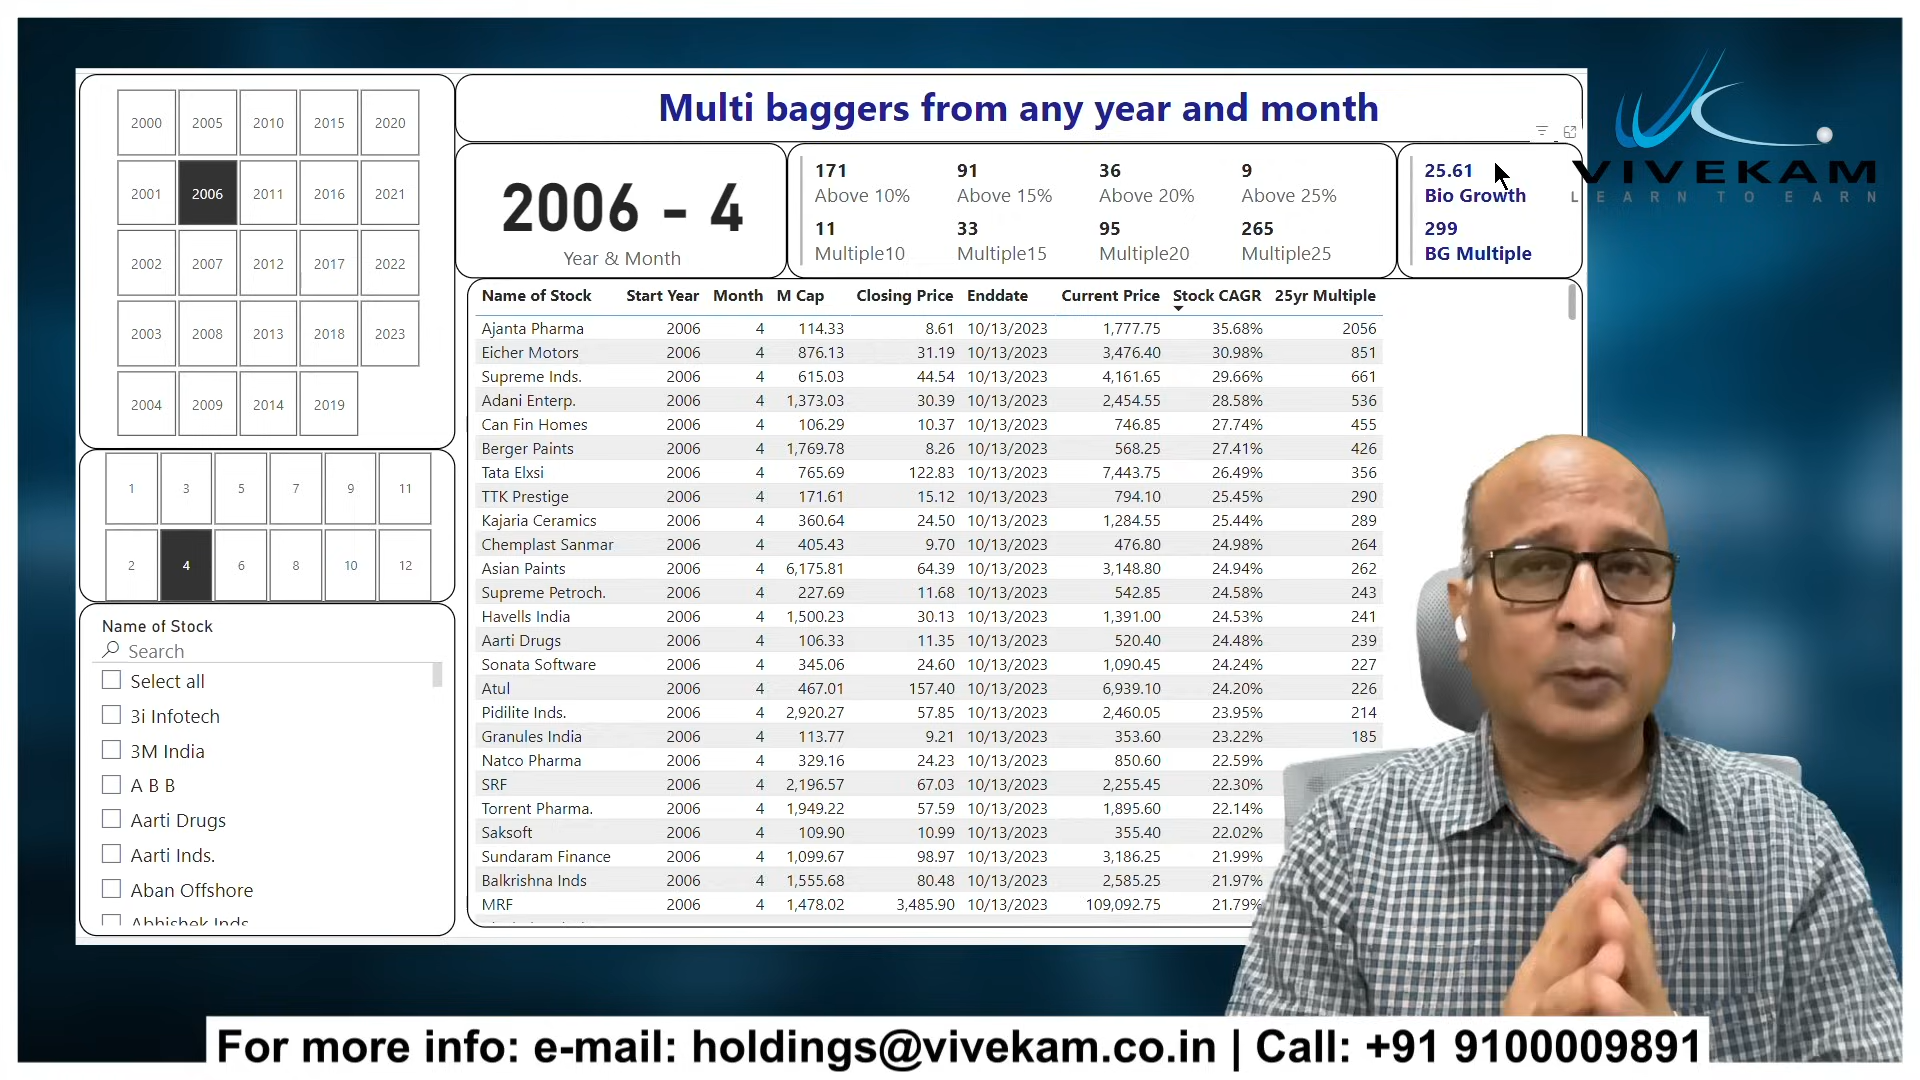 2000 2005 2010 2015 2020
2001 2006 2011 2016 2021
2002 2007 2012 2017 2022
2003 2008 2013 2018 2023
2004 2009 2014 2019
1 3 5 7 9 11
2 4 6 8 10 12
Name of Stock
Search
Select all
3i Infotech
3M India
A B B
Aarti Drugs
Aarti Inds.
Aban Offshore
Abhishek Inds
Multi baggers from any year and month
2006 - 4
Year & Month
171 91 36 9
Above 10% Above 15% Above 20% Above 25%
11 33 95 265
Multiple10 Multiple15 Multiple20 Multiple25
25.61
Bio Growth
299
BG Multiple
VIVEKAM
LEARN TO EARN
Name of Stock Start Year Month M Cap Closing Price Enddate Current Price Stock CAGR 25yr Multiple
Ajanta Pharma 2006 4 114.33 8.61 10/13/2023 1,777.75 35.68% 2056
Eicher Motors 2006 4 876.13 31.19 10/13/2023 3,476.40 30.98% 851
Supreme Inds. 2006 4 615.03 44.54 10/13/2023 4,161.65 29.66% 661
Adani Enterp. 2006 4 1,373.03 30.39 10/13/2023 2,454.55 28.58% 536
Can Fin Homes 2006 4 106.29 10.37 10/13/2023 746.85 27.74% 455
Berger Paints 2006 4 1,769.78 8.26 10/13/2023 568.25 27.41% 426
Tata Elxsi 2006 4 765.69 122.83 10/13/2023 7,443.75 26.49% 356
TTK Prestige 2006 4 171.61 15.12 10/13/2023 794.10 25.45% 290
Kajaria Ceramics 2006 4 360.64 24.50 10/13/2023 1,284.55 25.44% 289
Chemplast Sanmar 2006 4 405.43 9.70 10/13/2023 476.80 24.98% 264
Asian Paints 2006 4 6,175.81 64.39 10/13/2023 3,148.80 24.94% 262
Supreme Petroch. 2006 4 227.69 11.68 10/13/2023 542.85 24.58% 243
Havells India 2006 4 1,500.23 30.13 10/13/2023 1,391.00 24.53% 241
Aarti Drugs 2006 4 106.33 11.35 10/13/2023 520.40 24.48% 239
Sonata Software 2006 4 345.06 24.60 10/13/2023 1,090.45 24.24% 227
Atul 2006 4 467.01 157.40 10/13/2023 6,939.10 24.20% 226
Pidilite Inds. 2006 4 2,920.27 57.85 10/13/2023 2,460.05 23.95% 214
Granules India 2006 4 113.77 9.21 10/13/2023 353.60 23.22% 185
Natco Pharma 2006 4 329.16 24.23 10/13/2023 850.60 22.59%
SRF 2006 4 2,196.57 67.03 10/13/2023 2,255.45 22.30%
Torrent Pharma. 2006 4 1,949.22 57.59 10/13/2023 1,895.60 22.14%
Saksoft 2006 4 109.90 10.99 10/13/2023 355.40 22.02%
Sundaram Finance 2006 4 1,099.67 98.97 10/13/2023 3,186.25 21.99%
Balkrishna Inds 2006 4 1,555.68 80.48 10/13/2023 2,585.25 21.97%
MRF 2006 4 1,478.02 3,485.90 10/13/2023 109,092.75 21.79%
For more info: e-mail: holdings@vivekam.co.in | Call: +91 9100009891